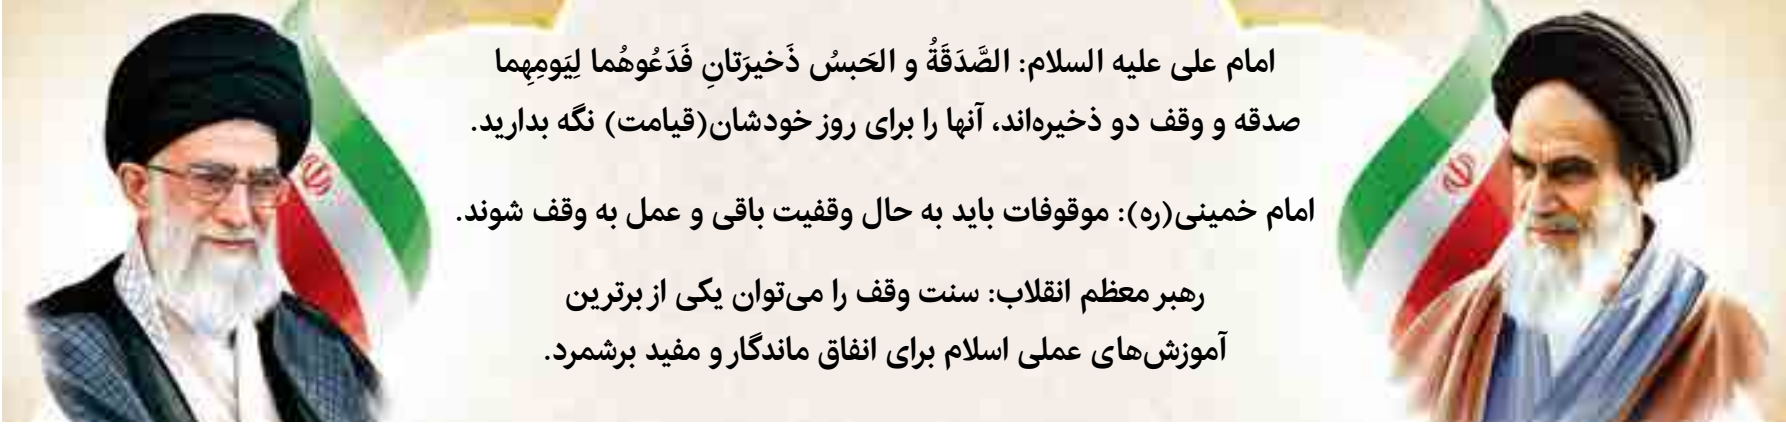 امام علی علیه السلام: الصَّدَقَةُ و الحَبسُ ذَخیرَتانِ فَدَعُوهُما لِیَومِهِما
صدقه و وقف دو ذخیره‌اند، آنها را برای روز خودشان(قیامت) نگه بدارید.
امام خمینی(ره): موقوفات باید به حال وقفیت باقی و عمل به وقف شوند.
رهبر معظم انقلاب: سنت وقف را می‌توان یکی از برترین
آموزش‌های عملی اسلام برای انفاق ماندگار و مفید برشمرد.